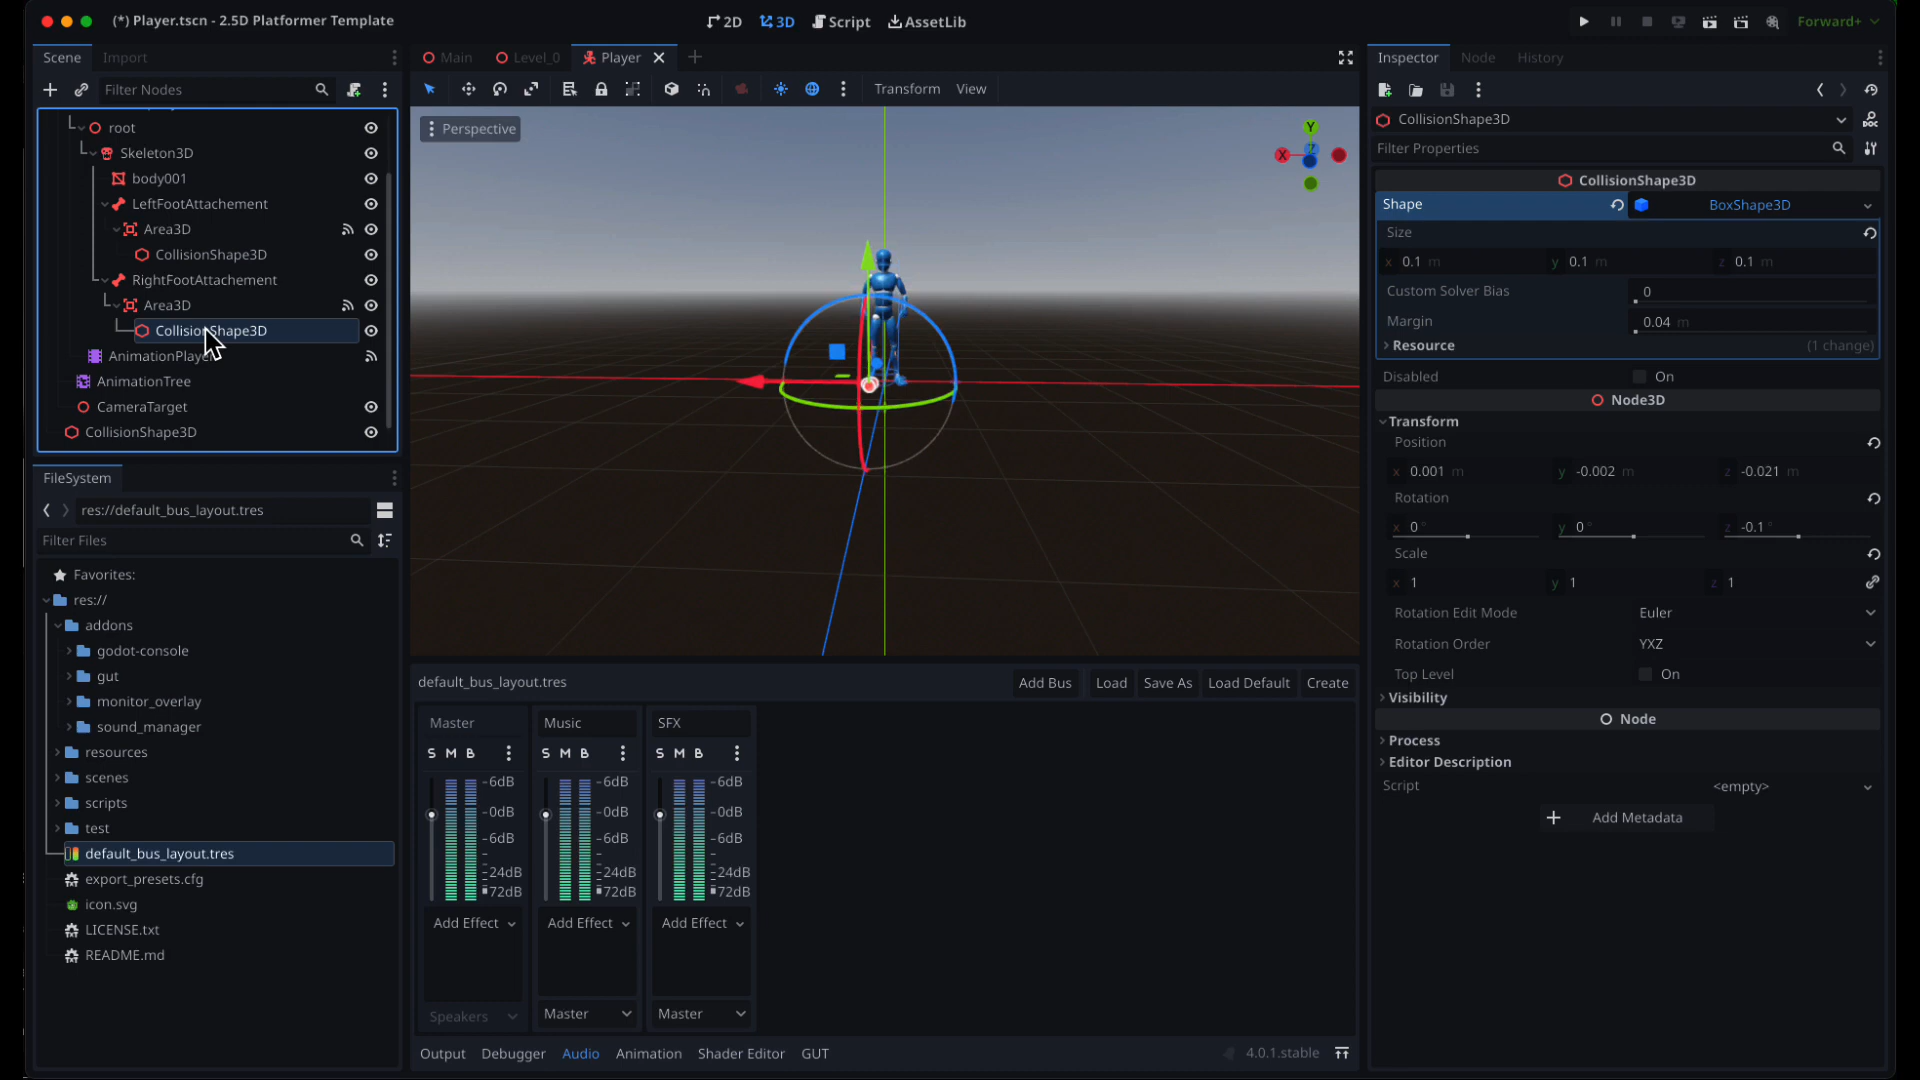 (*) Player.tscn - 2.5D Platformer Template
2D 3D Script AssetLib
Forward+
Scene Import
Filter Nodes
root
Skeleton3D
body001
LeftFootAttachement
Area3D
CollisionShape3D
RightFootAttachement
Area3D
CollisionShape3D
AnimationPlayer
AnimationTree
CameraTarget
CollisionShape3D
FileSystem
res://default_bus_layout.tres
Filter Files
Favorites:
res://
addons
godot-console
gut
monitor_overlay
sound_manager
resources
scenes
scripts
test
default_bus_layout.tres
export_presets.cfg
icon.svg
LICENSE.txt
README.md
Main Level_0 Player
Transform View
Perspective
Y
X
Z
default_bus_layout.tres Add Bus Load Save As Load Default Create
Master Music SFX
S M B S M B S M B
-6dB -6dB -6dB
-0dB -0dB -0dB
-6dB -6dB -6dB
-24dB -24dB -24dB
72dB 72dB 72dB
Add Effect Add Effect Add Effect
Speakers Master Master
Output Debugger Audio Animation Shader Editor GUT 4.0.1.stable
Inspector Node History
CollisionShape3D
DOC
Filter Properties
CollisionShape3D
Shape BoxShape3D
Size
x 0.1 m y 0.1 m z 0.1 m
Custom Solver Bias 0
Margin 0.04 m
Resource (1 change)
Disabled On
Node3D
Transform
Position
x 0.001 m y -0.002 m z -0.021 m
Rotation
x 0 ° y 0 ° z -0.1 °
Scale
x 1 y 1 z 1
Rotation Edit Mode Euler
Rotation Order YXZ
Top Level On
Visibility
Node
Process
Editor Description
Script <empty>
Add Metadata